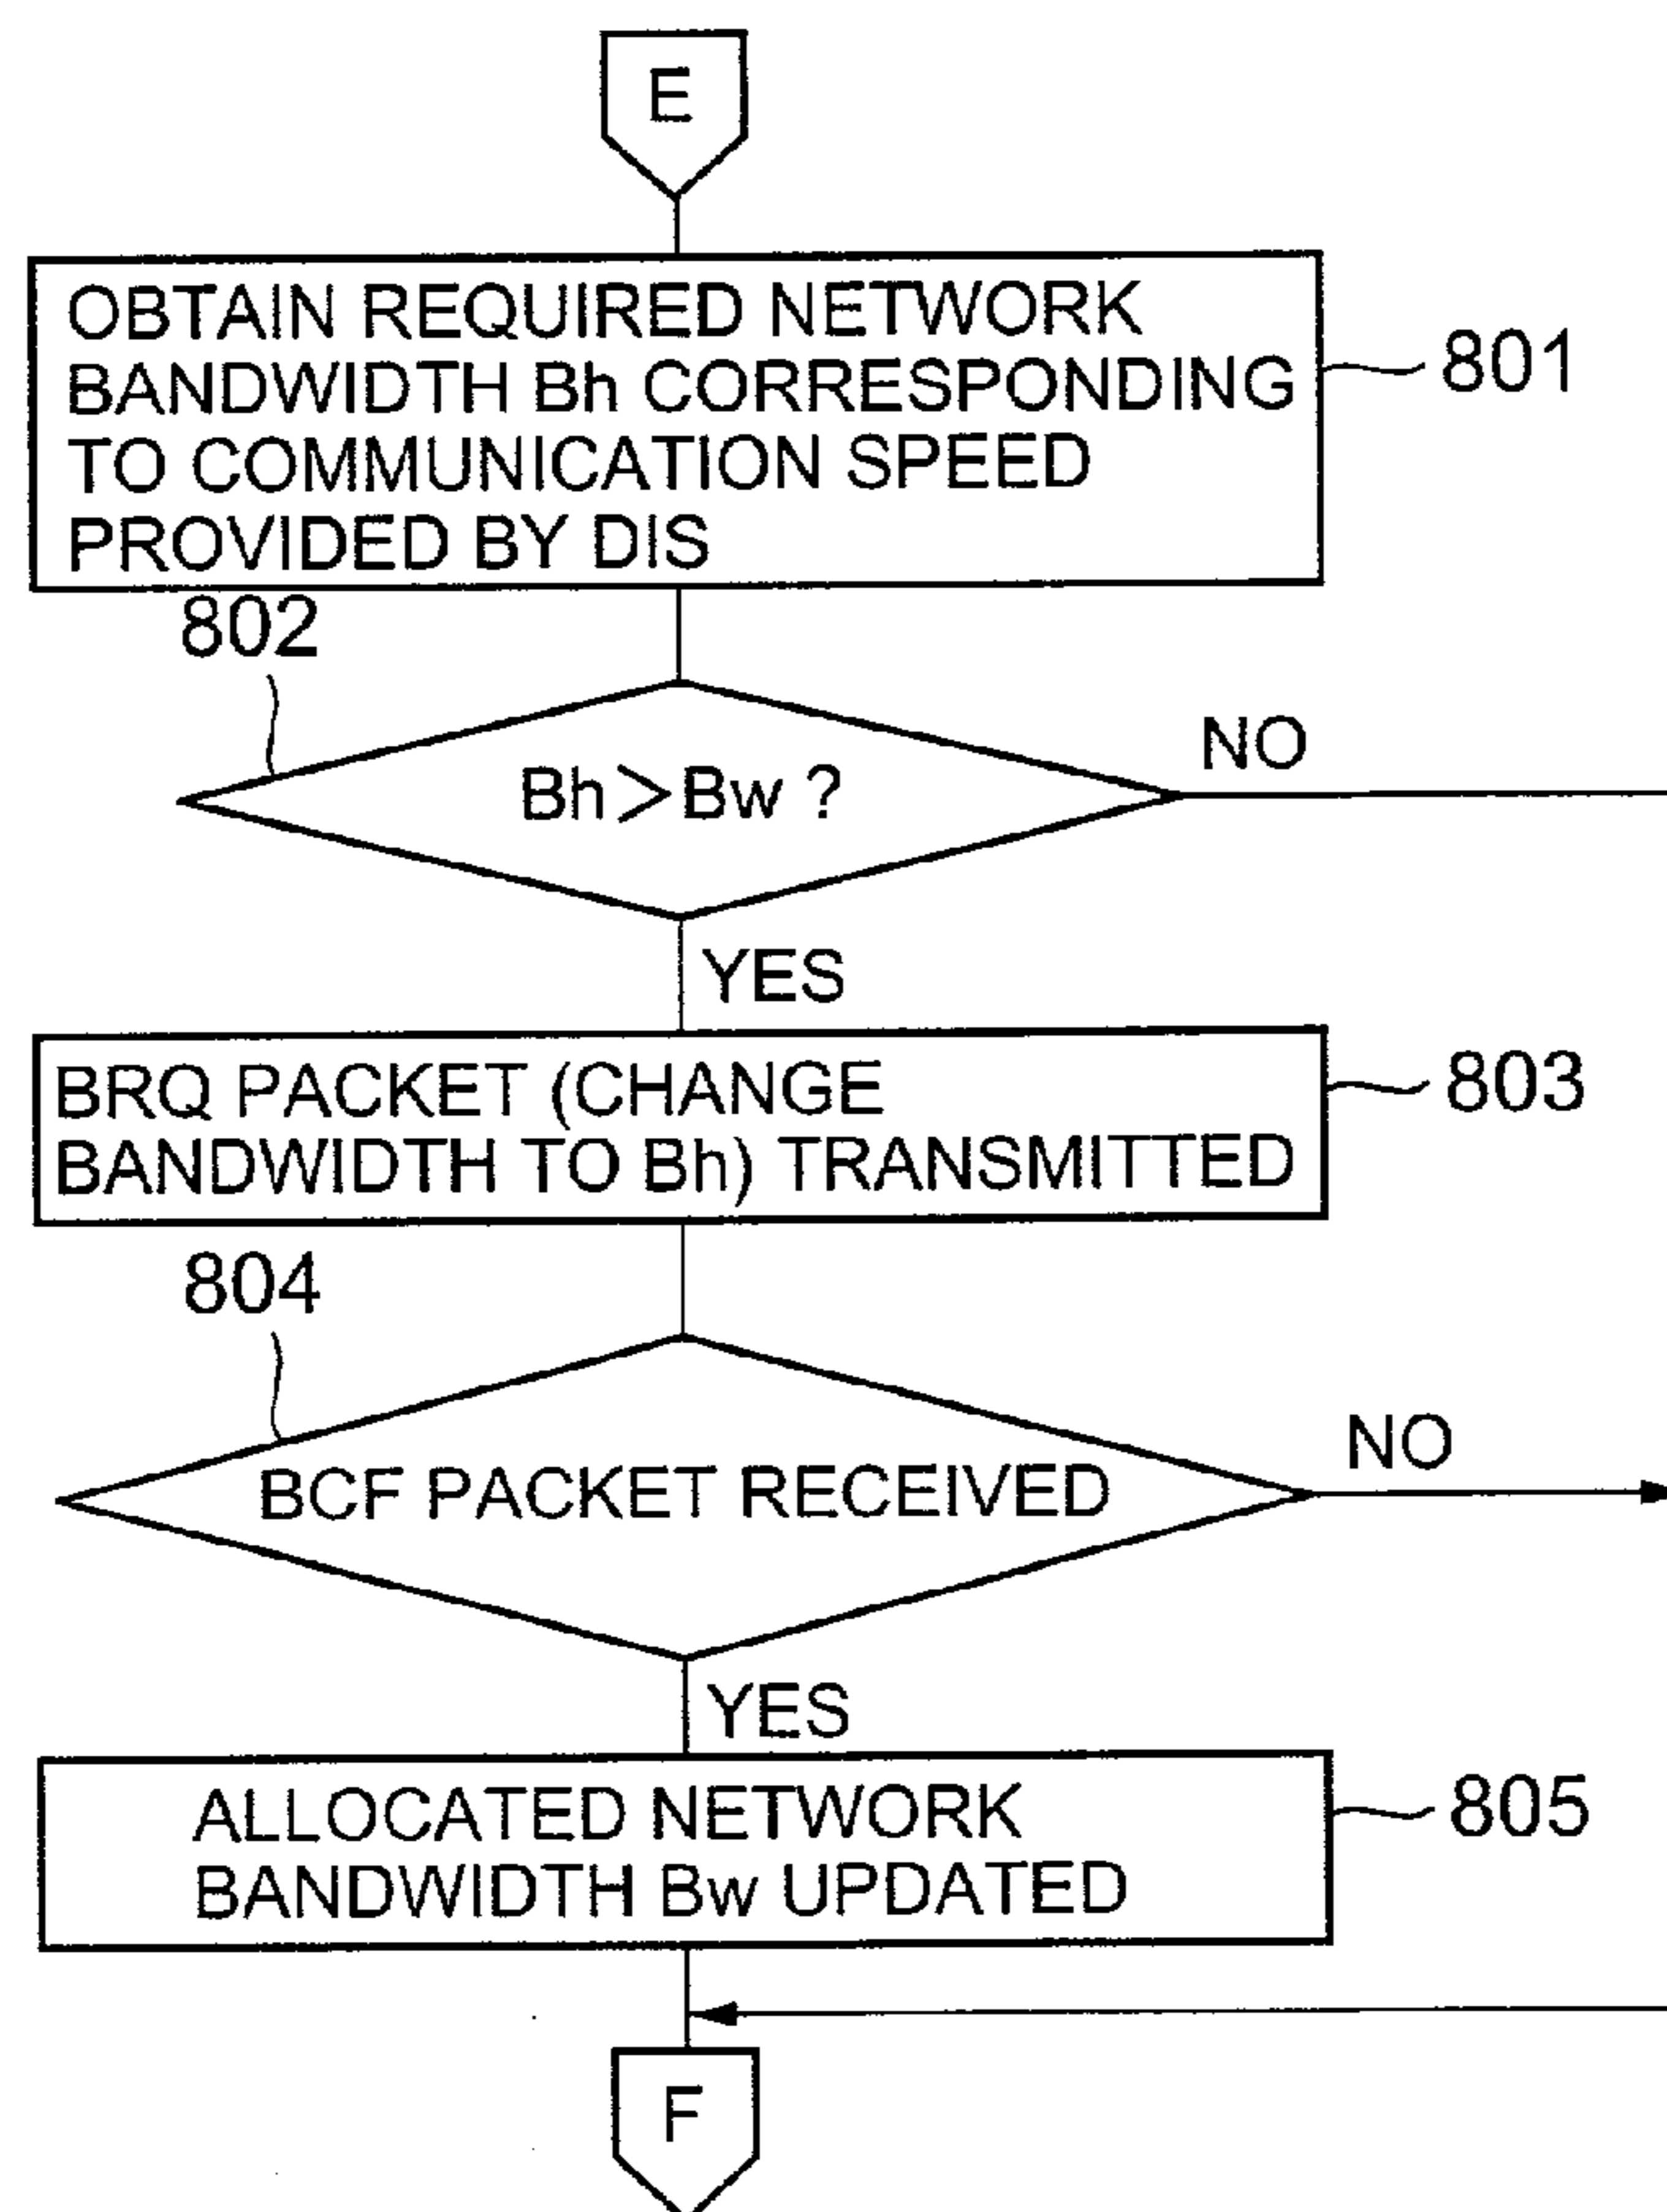 E
OBTAIN REQUIRED NETWORK
BANDWIDTH Bh CORRESPONDING
TO COMMUNICATION SPEED
PROVIDED BY DIS
801
802
Bh>Bw ?
NO
YES
BRQ PACKET (CHANGE
BANDWIDTH TO Bh) TRANSMITTED
803
804
BCF PACKET RECEIVED
NO
YES
ALLOCATED NETWORK
BANDWIDTH Bw UPDATED
805
F